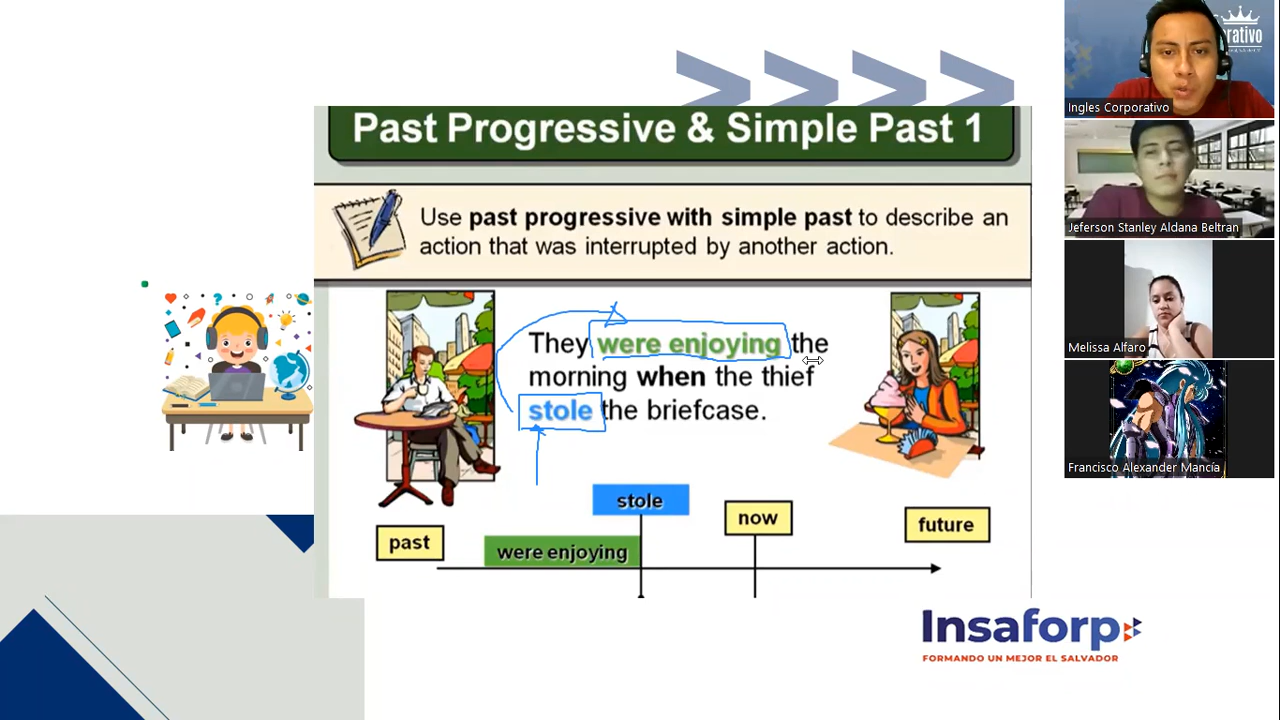 Past Progressive & Simple Past 1
Use past progressive with simple past to describe an
action that was interrupted by another action.
They were enjoying the
morning when the thief
stole the briefcase.
stole
now
future
past
were enjoying
Insaforp
FORMANDO UN MEJOR EL SALVADOR
rativo
Ingles Corporativo
Jeferson Stanley Aldana Beltran
Melissa Alfaro
Francisco Alexander Mancía